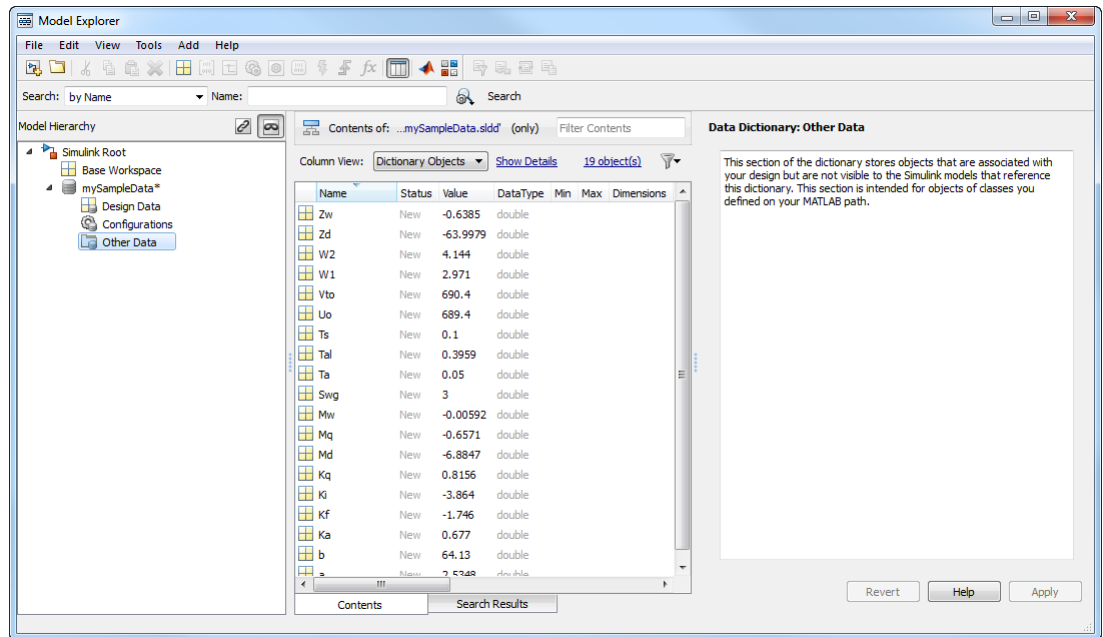 Model Explorer
File Edit View Tools Add Help
Search: by Name Name: Search
Model Hierarchy
Simulink Root
Base Workspace
mySampleData*
Design Data
Configurations
Other Data
Contents of: ...mySampleData.sldd' (only) Filter Contents
Column View: Dictionary Objects Show Details 19 object(s)
Name Status Value DataType Min Max Dimensions
Zw New -0.6385 double
Zd New -63.9979 double
W2 New 4.144 double
W1 New 2.971 double
Vto New 690.4 double
Uo New 689.4 double
Ts New 0.1 double
Tal New 0.3959 double
Ta New 0.05 double
Swg New 3 double
Mw New -0.00592 double
Mq New -0.6571 double
Md New -6.8847 double
Kq New 0.8156 double
Ki New -3.864 double
Kf New -1.746 double
Ka New 0.677 double
b New 64.13 double
a New 2.5348 double
Contents Search Results
Data Dictionary: Other Data
This section of the dictionary stores objects that are associated with
your design but are not visible to the Simulink models that reference
this dictionary. This section is intended for objects of classes you
defined on your MATLAB path.
Revert Help Apply